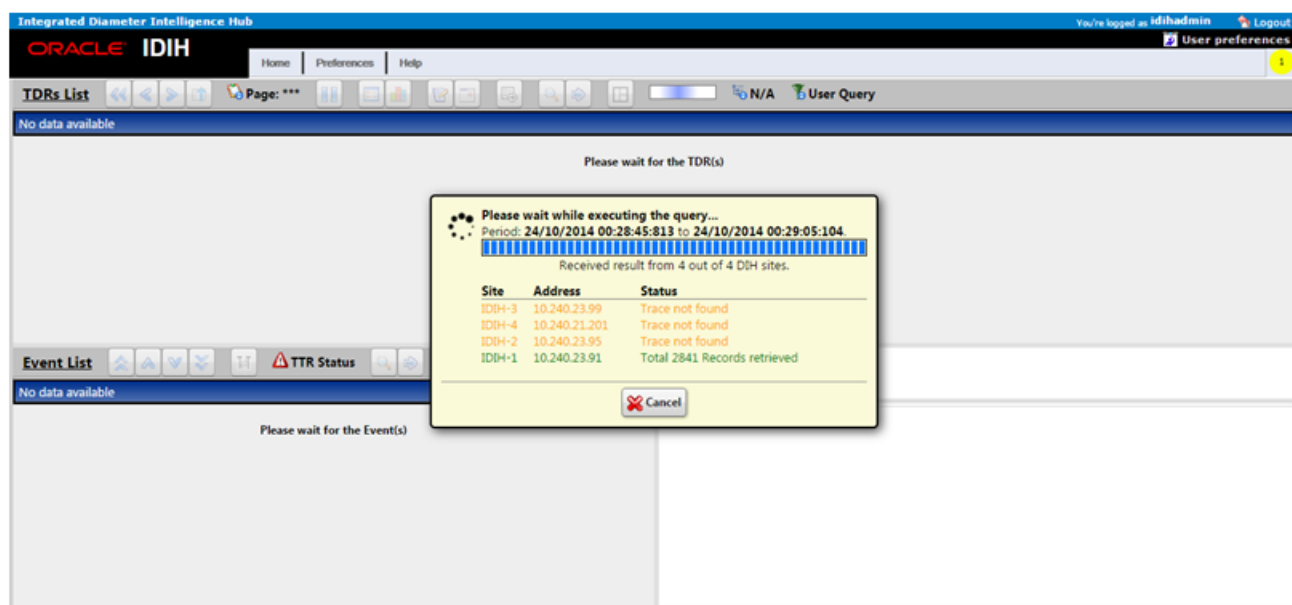 Integrated Diameter Intelligence Hub
You're logged as idihadmin Logout
ORACLE IDIH
User preferences
Home Preferences Help
1
TDRs List Page: *** N/A User Query
No data available
Please wait for the TDR(s)
Please wait while executing the query...
Period: 24/10/2014 00:28:45:813 to 24/10/2014 00:29:05:104.
Received result from 4 out of 4 DIH sites.
Site Address Status
IDIH-3 10.240.23.99 Trace not found
IDIH-4 10.240.21.201 Trace not found
IDIH-2 10.240.23.95 Trace not found
IDIH-1 10.240.23.91 Total 2841 Records retrieved
Cancel
Event List TTR Status
No data available
Please wait for the Event(s)